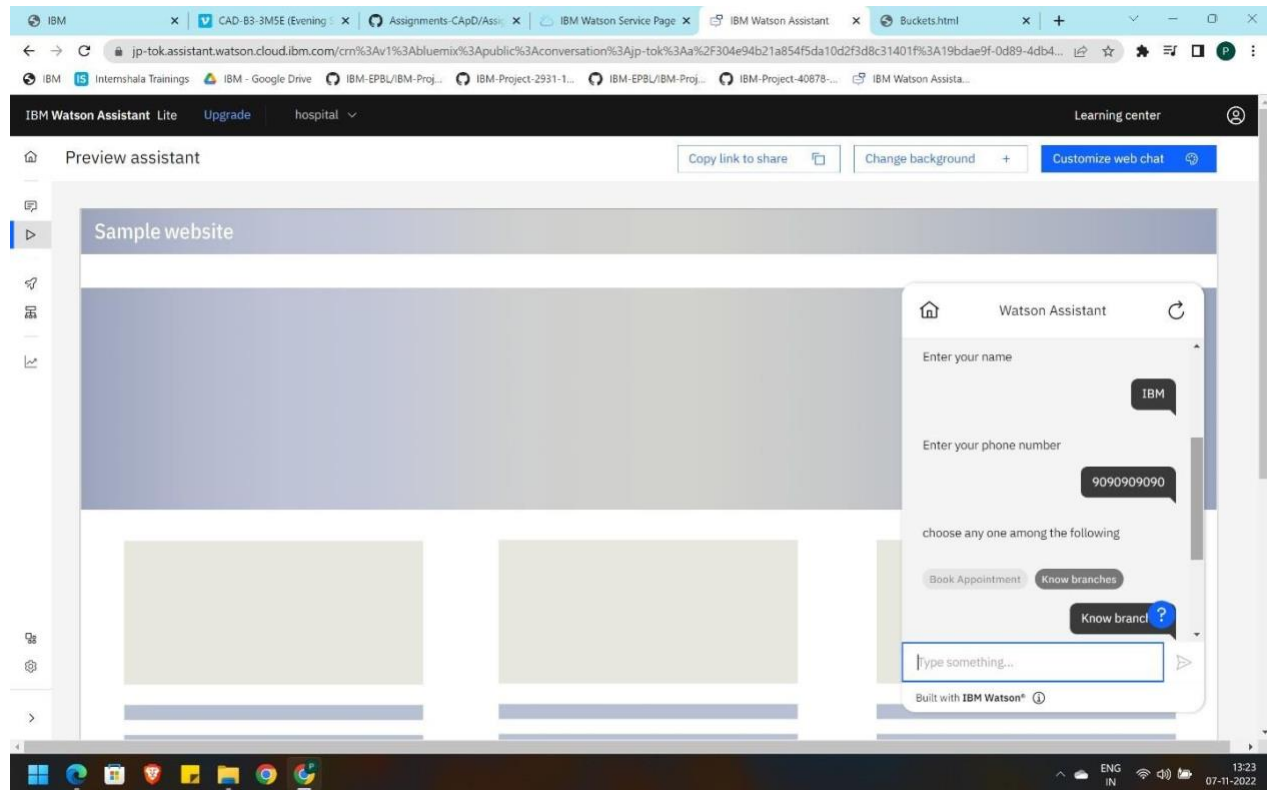 IBM
CAD-B3-3M5E (Evening S
Assignments-CApD/Assig
IBM Watson Service Page
IBM Watson Assistant
Buckets.html
jp-tok.assistant.watson.cloud.ibm.com/crn%3Av1%3Abluemix%3Apublic%3Aconversation%3Ajp-tok%3Aa%2F304e94b21a854f5da10d2f3d8c31401f%3A19bdae9f-0d89-4db4...
P
IBM
IS Internshala Trainings
IBM - Google Drive
IBM-EPBL/IBM-Proj...
IBM-Project-2931-1...
IBM-EPBL/IBM-Proj...
IBM-Project-40878-...
IBM Watson Assista...
IBM Watson Assistant Lite Upgrade hospital Learning center
Preview assistant
Copy link to share
Change background +
Customize web chat
Sample website
Watson Assistant
Enter your name
IBM
Enter your phone number
9090909090
choose any one among the following
Book Appointment Know branches
Know branch ?
Type something...
Built with IBM Watson®
ENG
IN
13:23
07-11-2022